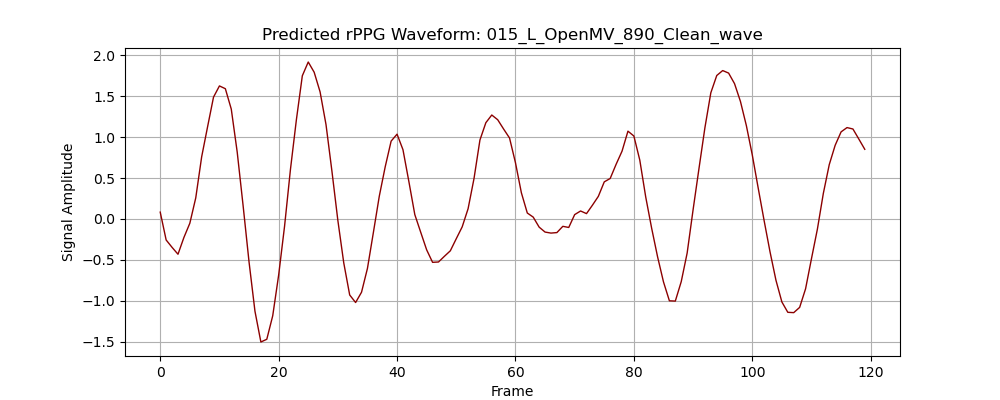 Predicted rPPG Waveform: 015_L_OpenMV_890_Clean_wave
2.0
1.5
1.0
0.5
0.0
−0.5
−1.0
−1.5
Signal Amplitude
0 20 40 60 80 100 120
Frame